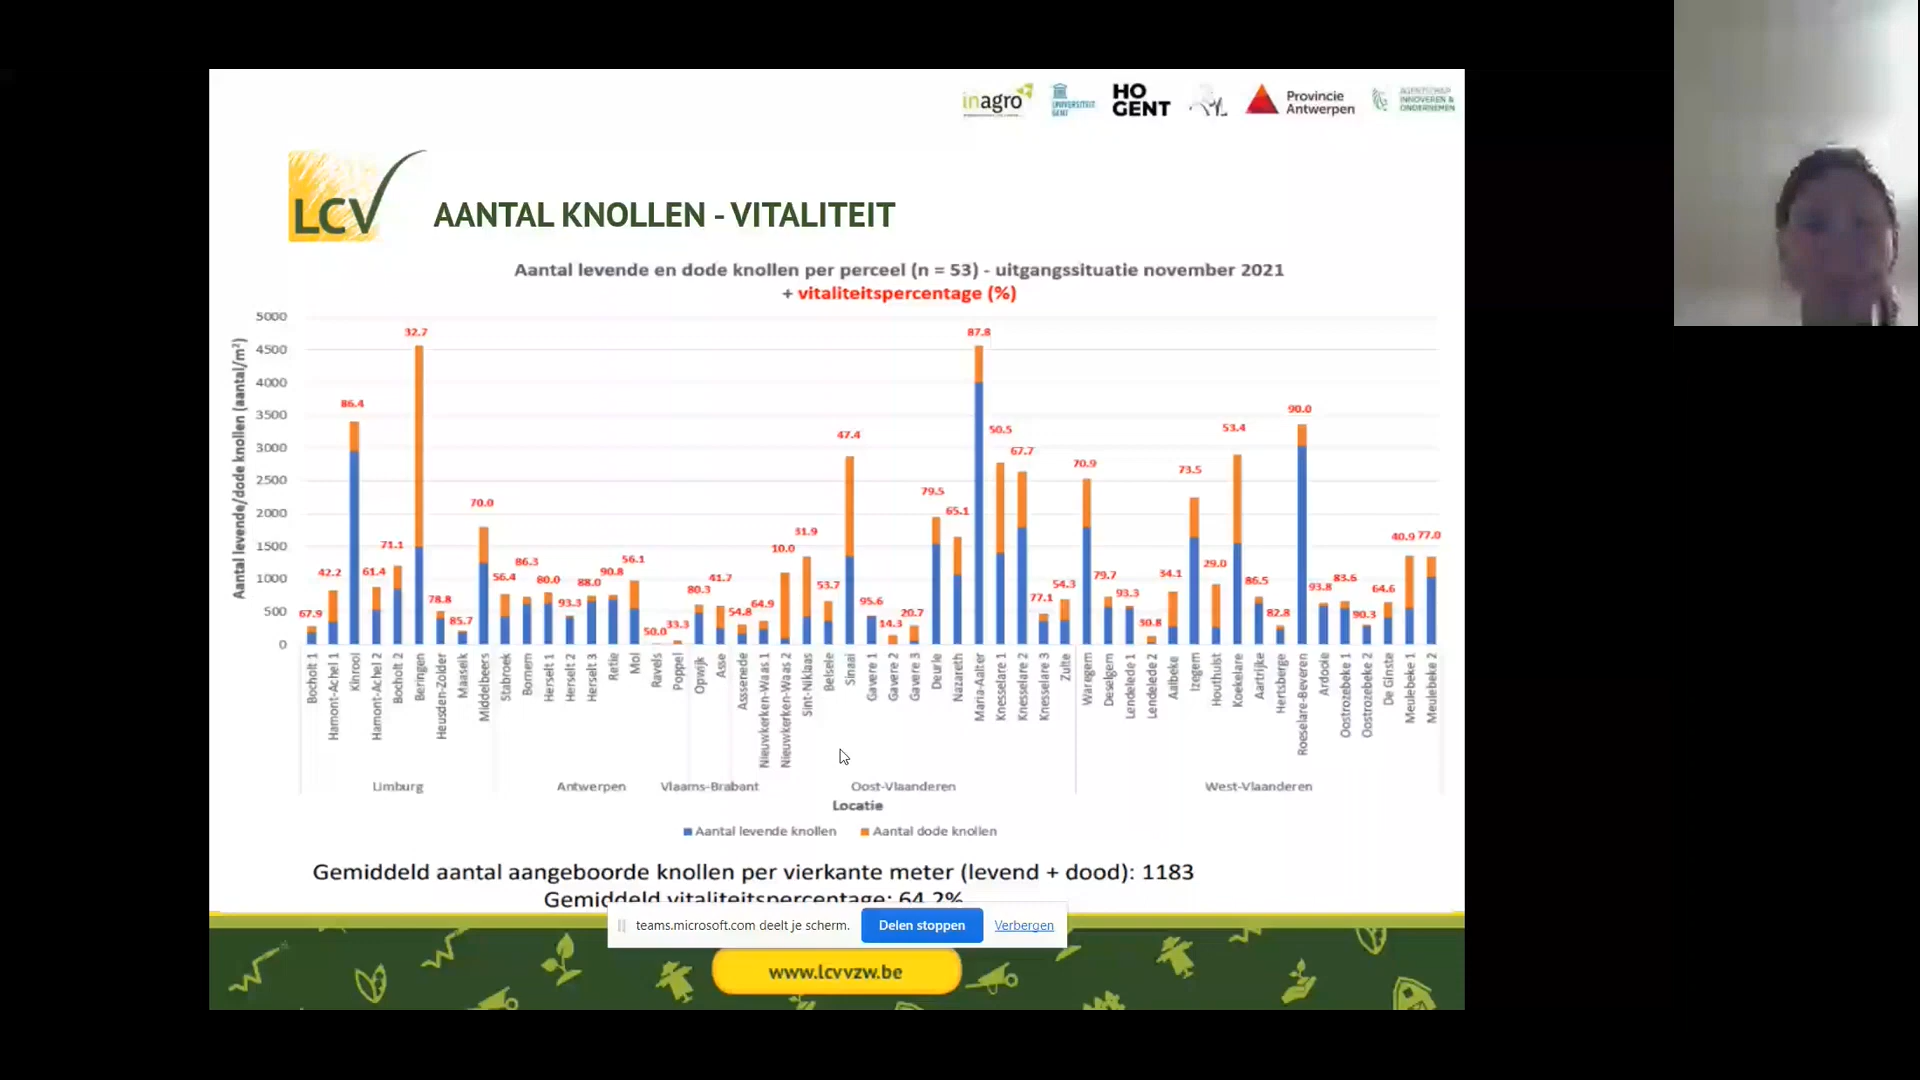 inagro
UNIVERSITEIT
GENT
HO
GENT
Provincie
Antwerpen
AGENTSCHAP
INNOVEREN &
ONDERNEMEN
LCV
AANTAL KNOLLEN - VITALITEIT
Aantal levende en dode knollen per perceel (n = 53) - uitgangssituatie november 2021
+ vitaliteitspercentage (%)
Aantal levende/dode knollen (aantal/m²)
5000
4500
4000
3500
3000
2500
2000
1500
1000
500
0
67.9
42.2
86.4
61.4
71.1
32.7
78.8
85.7
70.0
56.4
86.3
80.0
93.3
88.0
90.8
56.1
50.0
33.3
80.3
41.7
54.8
64.9
10.0
31.9
53.7
47.4
95.6
14.3
20.7
79.5
65.1
87.8
50.5
67.7
77.1
54.3
70.9
79.7
93.3
30.8
34.1
73.5
29.0
53.4
86.5
82.8
90.0
93.8
83.6
90.3
64.6
40.9
77.0
Bocholt 1
Hamont-Achel 1
Kinrooi
Hamont-Achel 2
Bocholt 2
Beringen
Heusden-Zolder
Maaseik
Middelbeers
Stabroek
Bornem
Herselt 1
Herselt 2
Herselt 3
Retie
Mol
Ravels
Poppel
Opwijk
Asse
Asssenede
Nieuwkerken-Waas 1
Nieuwkerken-Waas 2
Sint-Niklaas
Belsele
Sinaai
Gavere 1
Gavere 2
Gavere 3
Deurle
Nazareth
Maria-Aalter
Knesselare 1
Knesselare 2
Knesselare 3
Zulte
Waregem
Deselgem
Lendelede 1
Lendelede 2
Aalbeke
Izegem
Houthulst
Koekelare
Aartrijke
Hertsberge
Roeselare-Beveren
Ardooie
Oostrozebeke 1
Oostrozebeke 2
De Ginste
Meulebeke 1
Meulebeke 2
Limburg
Antwerpen
Vlaams-Brabant
Oost-Vlaanderen
West-Vlaanderen
Locatie
Aantal levende knollen
Aantal dode knollen
Gemiddeld aantal aangeboorde knollen per vierkante meter (levend + dood): 1183
Gemiddeld vitaliteitspercentage: 64.2%
teams.microsoft.com deelt je scherm.
Delen stoppen
Verbergen
www.lcvvzw.be